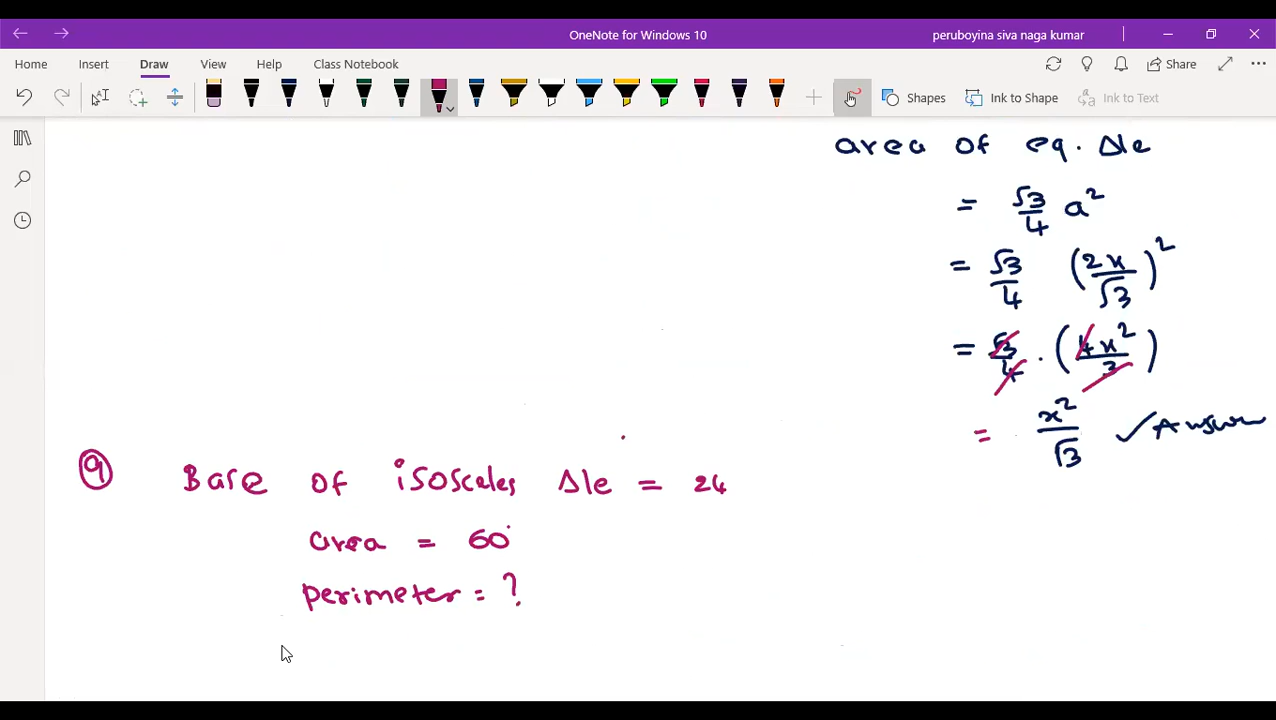 OneNote for Windows 10
peruboyina siva naga kumar
Home Insert Draw View Help Class Notebook
Share
Shapes Ink to Shape Ink to Text
area of eq. Δle
= √3/4 a²
= √3/4 (2x/√3)²
= √3/4 . (4x²/3)
= x²/√3 ✓Answer
⑨ Base of isosceles Δle = 24
area = 60
perimeter = ?